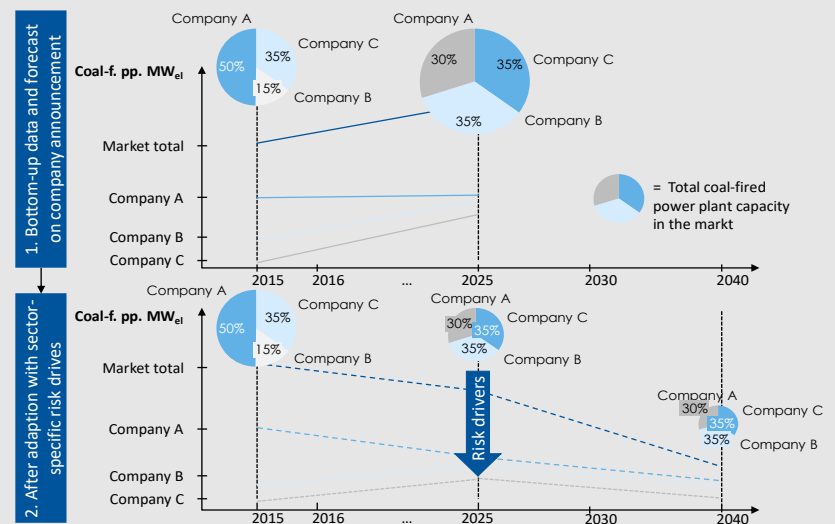 1. Bottom-up data and forecast
on company announcement
Coal-f. pp. MWel
Company A
50%
35%
Company C
15%
Company B
Company A
30%
35%
Company C
35%
Company B
Market total
Company A
Company B
Company C
= Total coal-fired
power plant capacity
in the markt
2015
2016
...
2025
2030
2040
2. After adaption with sector-
specific risk drives
Coal-f. pp. MWel
Company A
50%
35%
Company C
15%
Company B
Company A
30%
35%
Company C
35%
Company B
Risk drivers
Company A
30%
35%
Company C
35%
Company B
Market total
Company A
Company B
Company C
2015
2016
...
2025
2030
2040